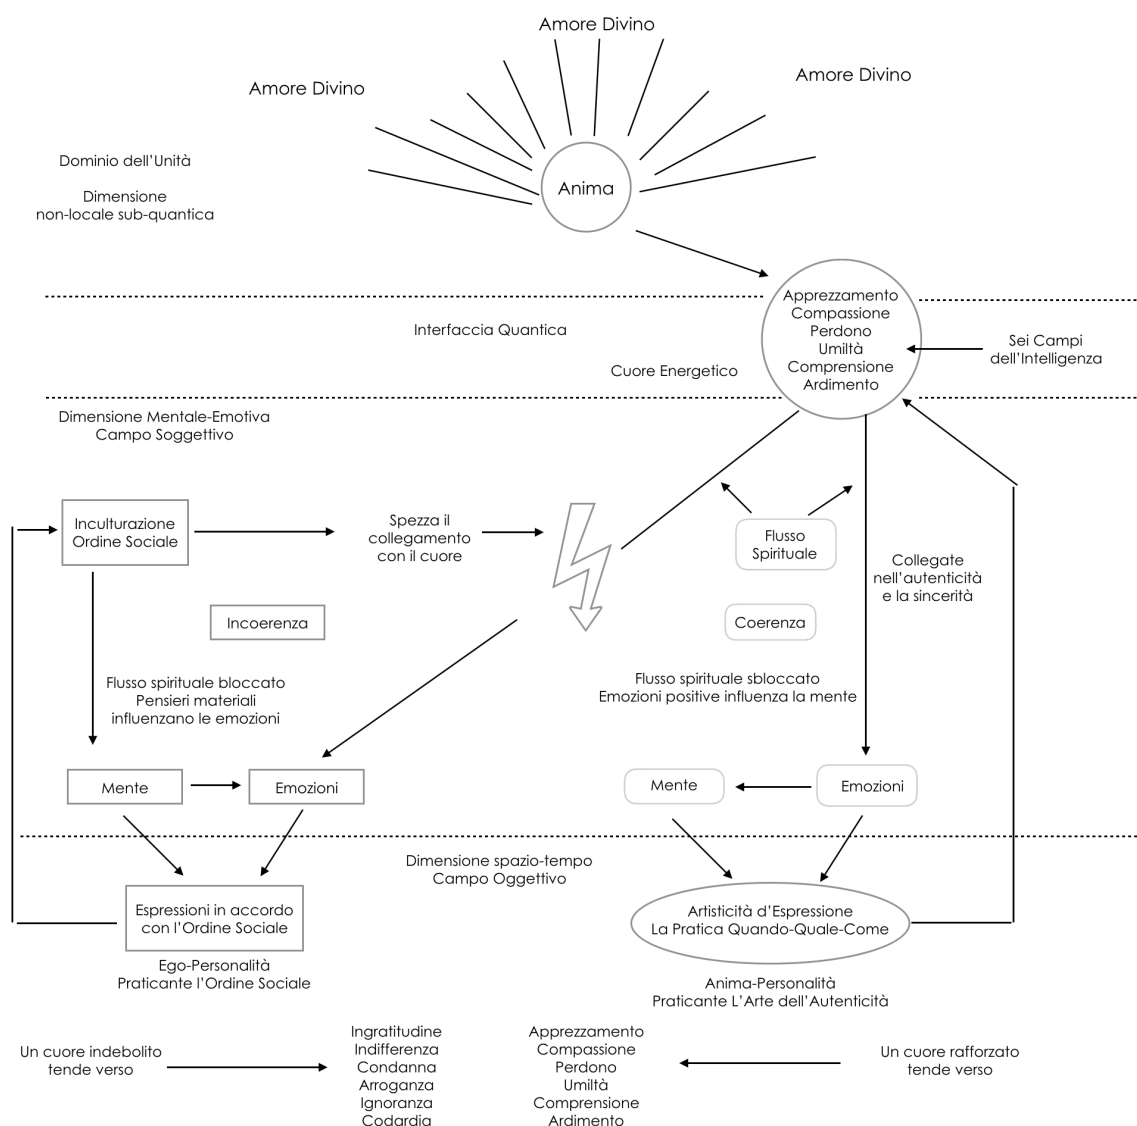 Amore Divino
Amore Divino
Amore Divino
Dominio dell'Unità
Dimensione
non-locale sub-quantica
Anima
Apprezzamento
Compassione
Perdono
Umiltà
Comprensione
Ardimento
Interfaccia Quantica
Sei Campi
dell'Intelligenza
Cuore Energetico
Dimensione Mentale-Emotiva
Campo Soggettivo
Inculturazione
Ordine Sociale
Spezza il
collegamento
con il cuore
Flusso
Spirituale
Collegate
nell'autenticità
e la sincerità
Incoerenza
Coerenza
Flusso spirituale bloccato
Pensieri materiali
influenzano le emozioni
Flusso spirituale sbloccato
Emozioni positive influenza la mente
Mente
Emozioni
Mente
Emozioni
Dimensione spazio-tempo
Campo Oggettivo
Espressioni in accordo
con l'Ordine Sociale
Artisticità d'Espressione
La Pratica Quando-Quale-Come
Ego-Personalità
Praticante l'Ordine Sociale
Anima-Personalità
Praticante L'Arte dell'Autenticità
Un cuore indebolito
tende verso
Ingratitudine
Indifferenza
Condanna
Arroganza
Ignoranza
Codardia
Apprezzamento
Compassione
Perdono
Umiltà
Comprensione
Ardimento
Un cuore rafforzato
tende verso